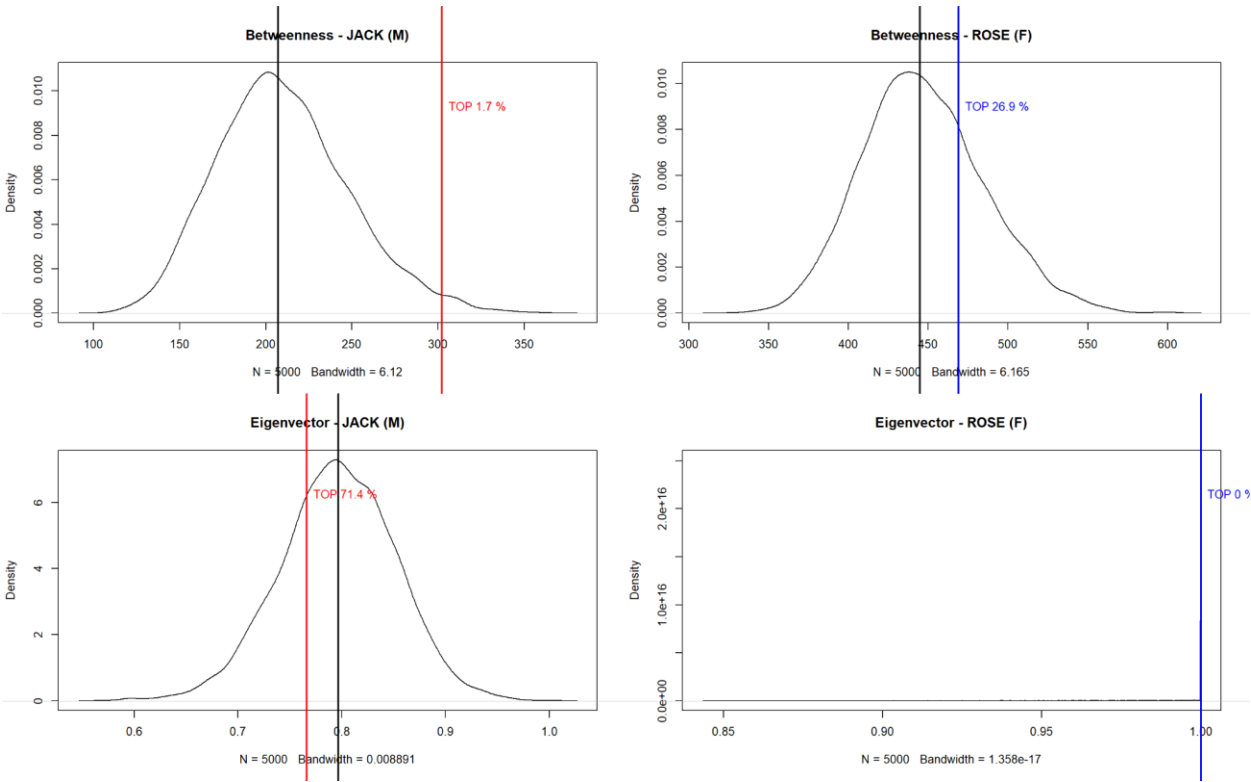 Betweenness - JACK (M)
Density
0.000 0.002 0.004 0.006 0.008 0.010
TOP 1.7 %
100 150 200 250 300 350
N = 5000 Bandwidth = 6.12
Betweenness - ROSE (F)
Density
0.000 0.002 0.004 0.006 0.008 0.010
TOP 26.9 %
300 350 400 450 500 550 600
N = 5000 Bandwidth = 6.165
Eigenvector - JACK (M)
Density
0 2 4 6
TOP 71.4 %
0.6 0.7 0.8 0.9 1.0
N = 5000 Bandwidth = 0.008891
Eigenvector - ROSE (F)
Density
0.0e+00 1.0e+16 2.0e+16
TOP 0 %
0.85 0.90 0.95 1.00
N = 5000 Bandwidth = 1.358e-17